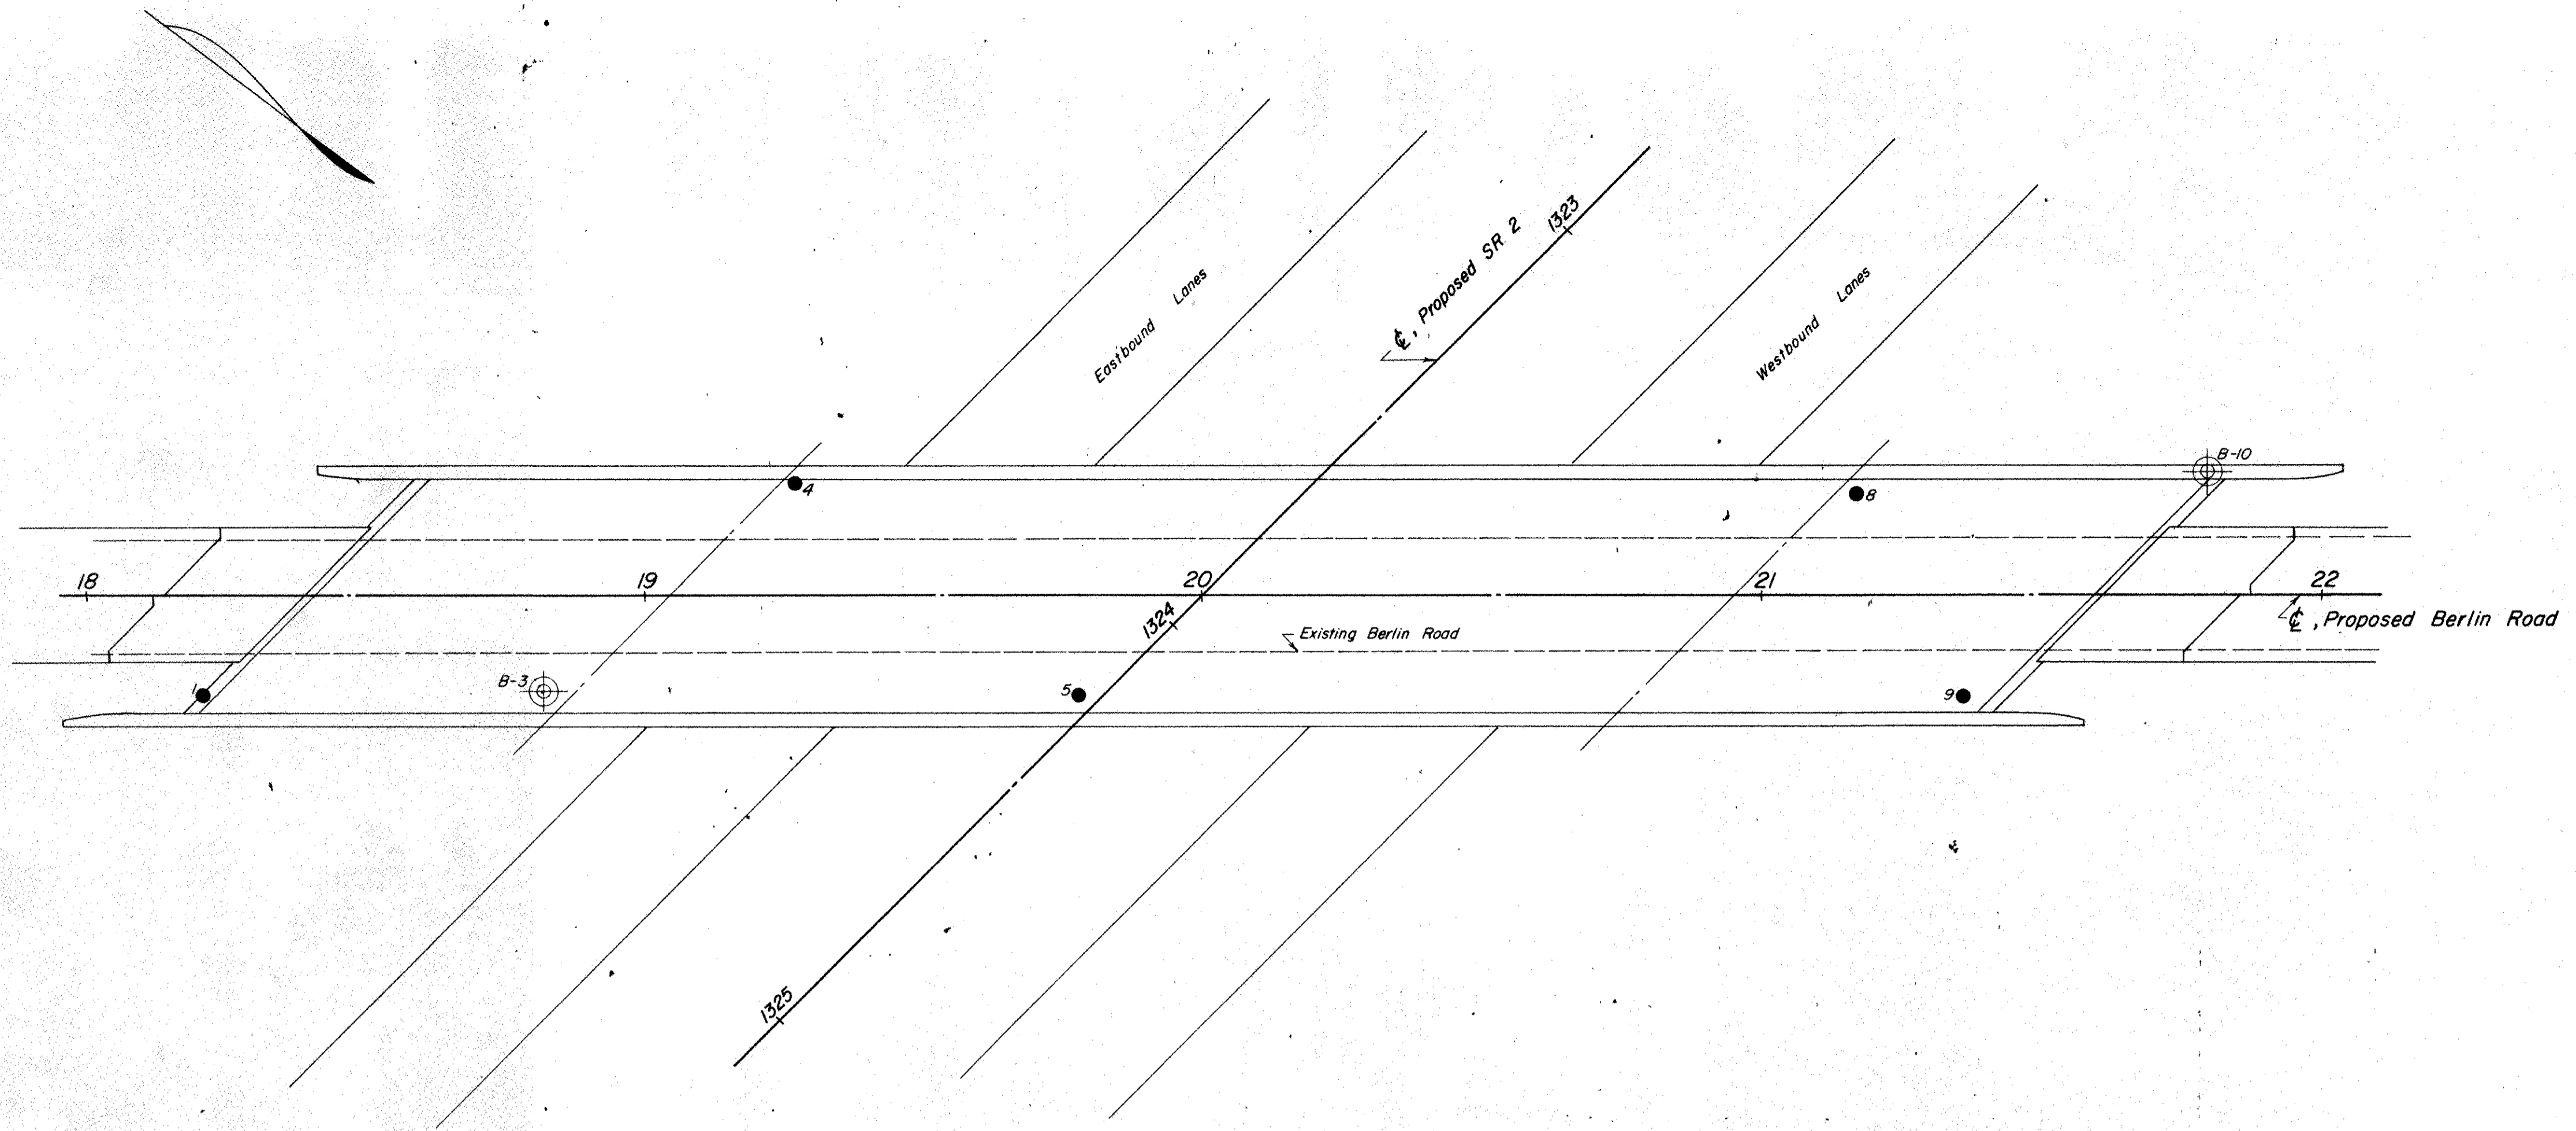 1323
℄, Proposed SR 2
Eastbound Lanes
Westbound Lanes
B-10
4
8
18
19
20
21
22
1324
℄, Proposed Berlin Road
Existing Berlin Road
B-3
1
5
9
1325